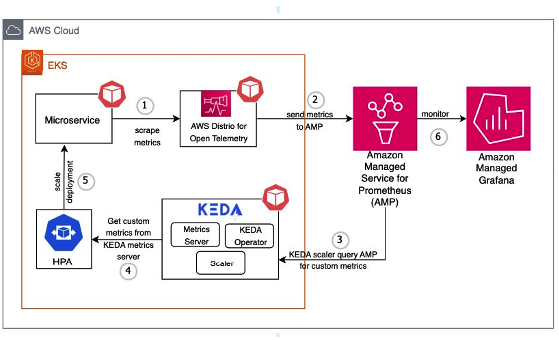 AWS Cloud
EKS
Microservice
1
scrape
metrics
AWS Distrio for
Open Telemetry
2
send metrics
to AMP
Amazon
Managed
Service for
Prometheus
(AMP)
monitor
6
Amazon
Managed
Grafana
scale
deployment
5
HPA
Get custom
metrics from
KEDA metrics
server
4
KEDA
Metrics
Server
KEDA
Operator
Scaler
3
KEDA scaler query AMP
for custom metrics